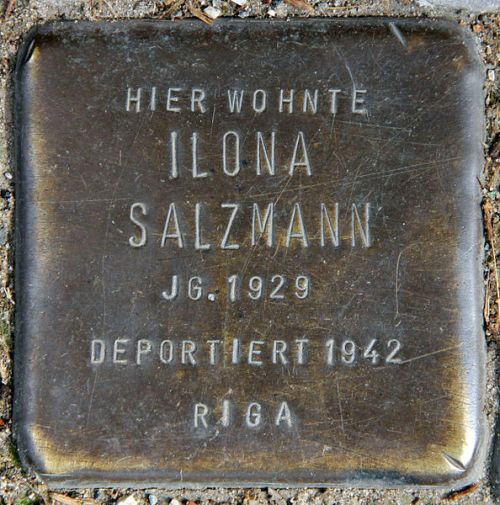 HIER WOHNTE
ILONA
SALZMANN
JG. 1929
DEPORTIERT 1942
RIGA